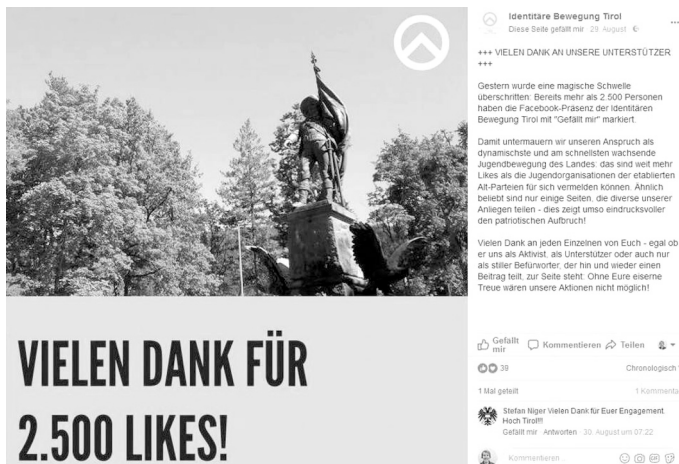 VIELEN DANK FÜR
2.500 LIKES!
Identitäre Bewegung Tirol
Diese Seite gefällt mir · 29. August
+++ VIELEN DANK AN UNSERE UNTERSTÜTZER
+++
Gestern wurde eine magische Schwelle
überschritten: Bereits mehr als 2.500 Personen
haben die Facebook-Präsenz der Identitären
Bewegung Tirol mit "Gefällt mir" markiert.
Damit untermauern wir unseren Anspruch als
dynamischste und am schnellsten wachsende
Jugendbewegung des Landes: das sind weit mehr
Likes als die Jugendorganisationen der etablierten
Alt-Parteien für sich vermelden können. Ähnlich
beliebt sind nur einige Seiten, die diverse unserer
Anliegen teilen - dies zeigt umso eindrucksvoller
den patriotischen Aufbruch!
Vielen Dank an jeden Einzelnen von Euch - egal ob
er uns als Aktivist, als Unterstützer oder auch nur
als stiller Befürworter, der hin und wieder einen
Beitrag teilt, zur Seite steht: Ohne Eure eiserne
Treue wären unsere Aktionen nicht möglich!
Gefällt
mir
Kommentieren
Teilen
39
Chronologisch
1 Mal geteilt
1 Kommenta
Stefan Niger Vielen Dank für Euer Engagement.
Hoch Tirol!!!
Gefällt mir · Antworten · 30. August um 07:22
Kommentieren ...